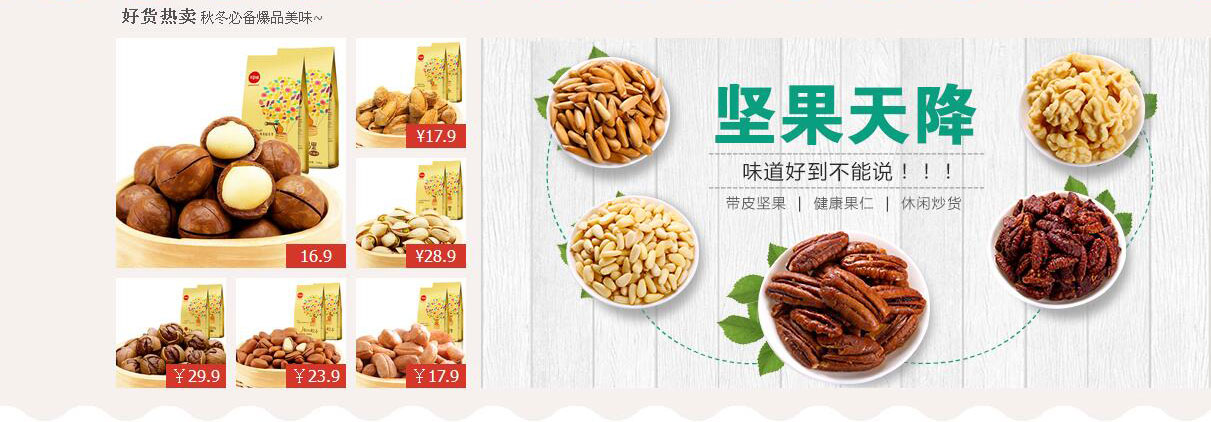 好货热卖 秋冬必备爆品美味~
¥17.9
16.9
¥28.9
￥29.9
￥23.9
￥17.9
坚果天降
味道好到不能说！！！
带皮坚果 | 健康果仁 | 休闲炒货